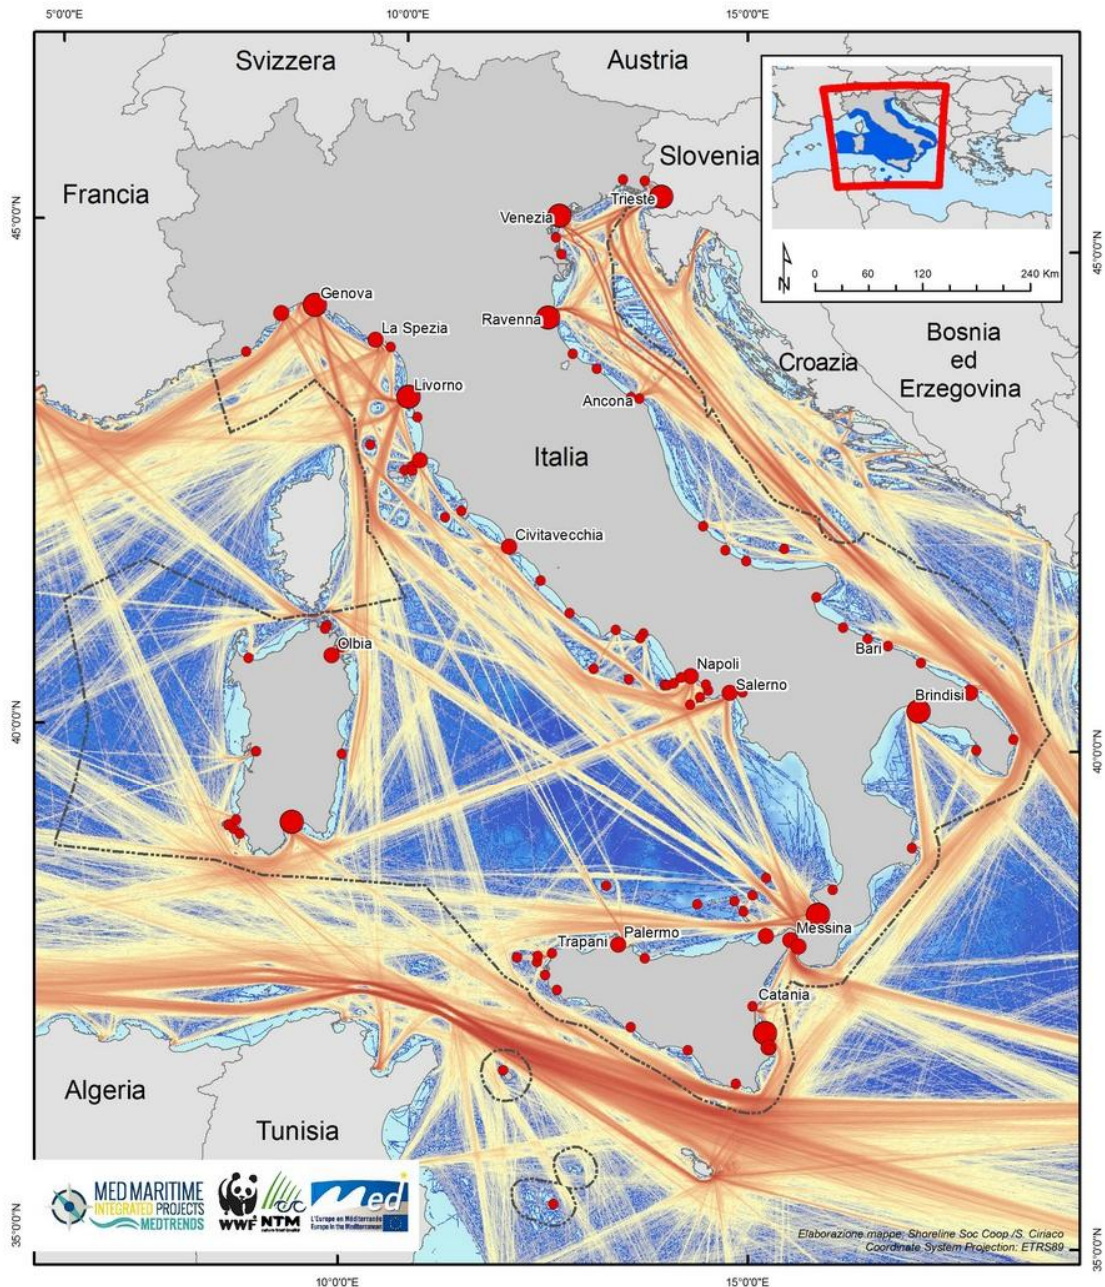 5°0'0"E
10°0'0"E
15°0'0"E
Svizzera
Austria
Slovenia
Francia
Trieste
Venezia
45°0'0"N
45°0'0"N
0 60 120 240 Km
Genova
La Spezia
Ravenna
Bosnia
ed
Erzegovina
Croazia
Livorno
Ancona
Italia
Civitavecchia
Olbia
Napoli
Salerno
Bari
Brindisi
40°0'0"N
40°0'0"N
Messina
Trapani
Palermo
Catania
Algeria
Tunisia
MED MARITIME
INTEGRATED PROJECTS
MEDTRENDS
WWF
NTM
Med
L'Europe en Méditerranée
Europe in the Mediterranean
Elaborazione mappe: Shoreline Soc Coop /S. Ciriaco
Coordinate System Projection: ETRS89
35°0'0"N
35°0'0"N
10°0'0"E
15°0'0"E